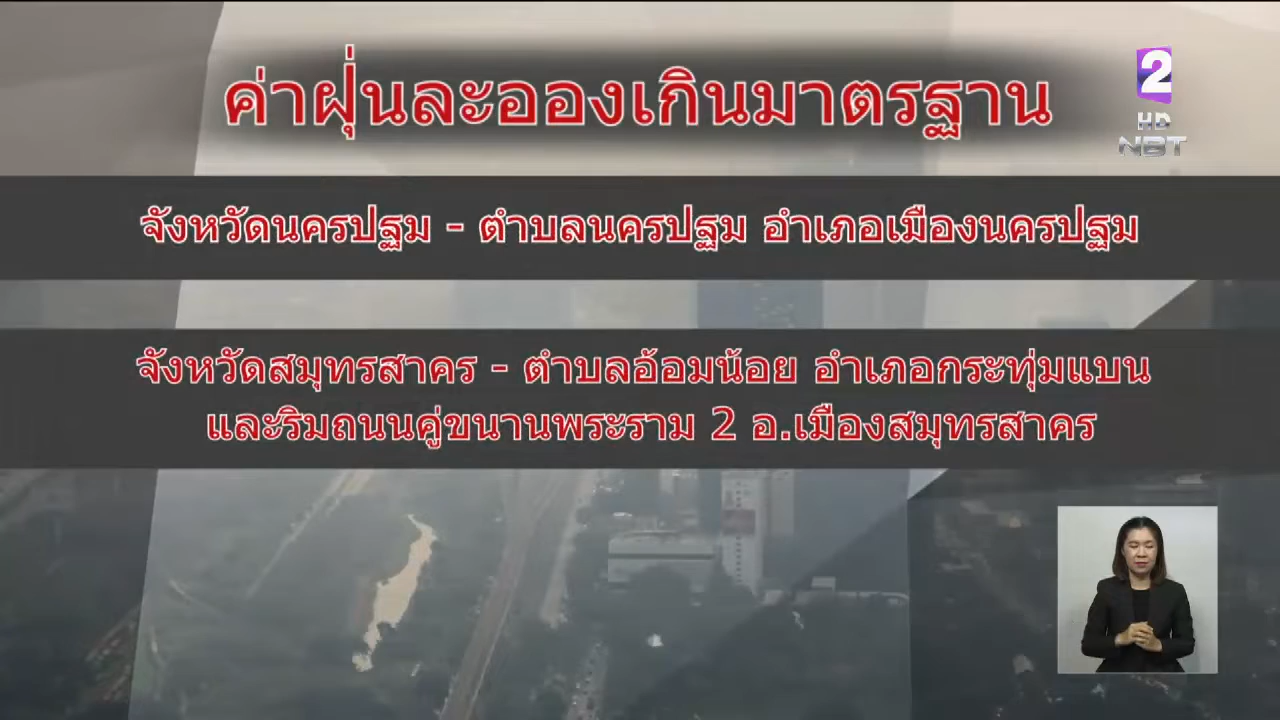 ค่าฝุ่นละอองเกินมาตรฐาน
2
HD
NBT
จังหวัดนครปฐม - ตำบลนครปฐม อำเภอเมืองนครปฐม
จังหวัดสมุทรสาคร - ตำบลอ้อมน้อย อำเภอกระทุ่มแบน
และริมถนนคู่ขนานพระราม 2 อ.เมืองสมุทรสาคร